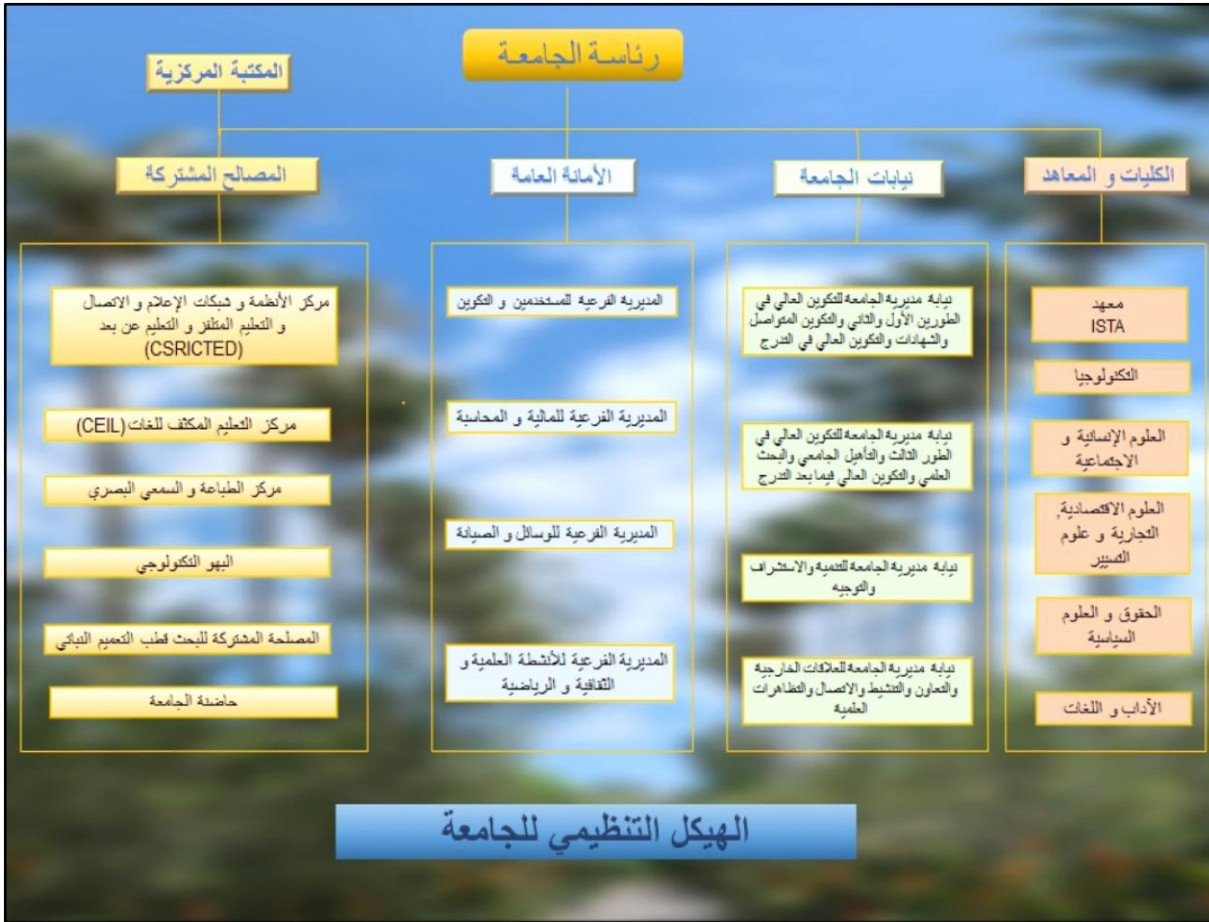 رئاسة الجامعة
المكتبة المركزية
الكليات و المعاهد
نيابات الجامعة
الأمانة العامة
المصالح المشتركة
معهد
ISTA
التكنولوجيا
العلوم الإنسانية و
الاجتماعية
العلوم الاقتصادية,
التجارية و علوم
التسيير
الحقوق و العلوم
السياسية
الأداب و اللغات
نيابة مديرية الجامعة للتكوين العالي في
الطورين الأول والثاني والتكوين المتواصل
والشهادات والتكوين العالي في التدرج
نيابة مديرية الجامعة للتكوين العالي في
الطور الثالث والتأهيل الجامعي والبحث
العلمي والتكوين العالي فيما بعد التدرج
نيابة مديرية الجامعة للتنمية والاستشراف
والتوجيه
نيابة مديرية الجامعة للعلاقات الخارجية
والتعاون والتنشيط والاتصال والتظاهرات
العلمية
المديرية الفرعية للمستخدمين و التكوين
المديرية الفرعية للمالية و المحاسبة
المديرية الفرعية للوسائل و الصيانة
المديرية الفرعية للأنشطة العلمية و
الثقافية و الرياضية
مركز الأنظمة و شبكات الإعلام و الاتصال
و التعليم المتلفز و التعليم عن بعد
(CSRICTED)
مركز التعليم المكثف للغات (CEIL)
مركز الطباعة و السمعي البصري
البهو التكنولوجي
المصلحة المشتركة للبحث قطب التعميم النباتي
حاضنة الجامعة
الهيكل التنظيمي للجامعة